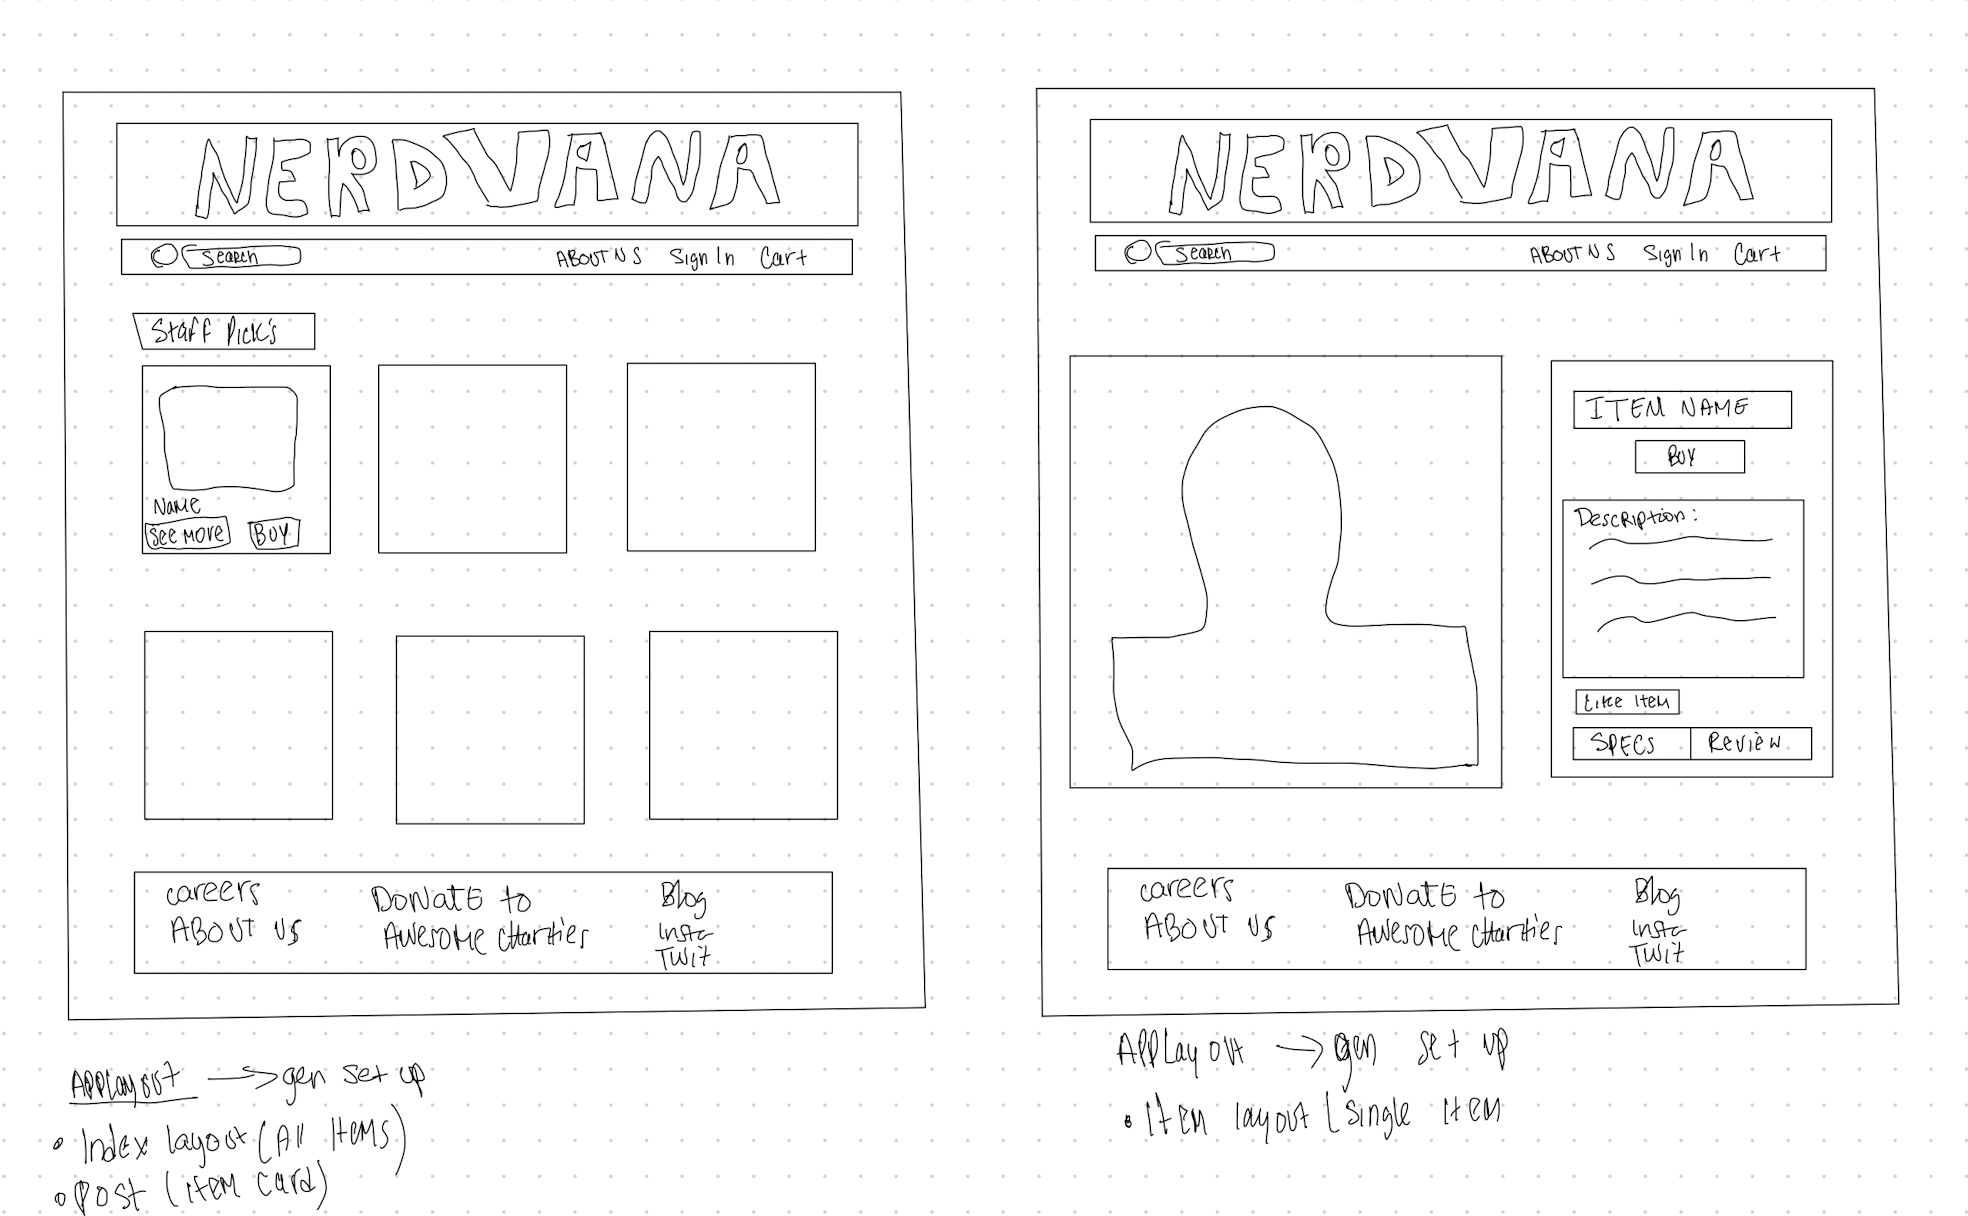 NERDVANA
Search ABOUT US Sign In Cart
Staff Pick's
Name
See More BUY
careers
ABOUT US
DONATE to
AWESOME Charities
Blog
Insta
TWIT
APPLayout → gen set up
• Index layout (All Items)
• Post (item card)
NERDVANA
Search ABOUT US Sign In Cart
ITEM NAME
BUY
Description:
Like Item
SPECS Review
careers
ABOUT US
DONATE to
AWESOME Charities
Blog
Insta
TWIT
APPLayout → gen set up
• Item layout (single item